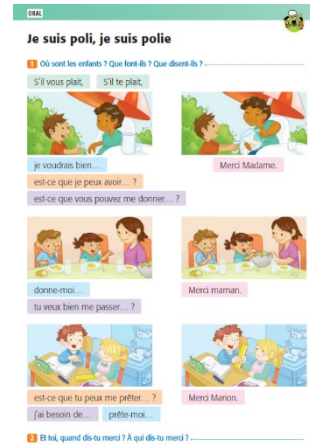 ORAL
Je suis poli, je suis polie
1 Où sont les enfants ? Que font-ils ? Que disent-ils ?
S'il vous plait, S'il te plait,
je voudrais bien... Merci Madame.
est-ce que je peux avoir... ?
est-ce que vous pouvez me donner... ?
donne-moi... Merci maman.
tu veux bien me passer... ?
est-ce que tu peux me prêter... ? Merci Marion.
j'ai besoin de... prête-moi...
2 Et toi, quand dis-tu merci ? À qui dis-tu merci ?